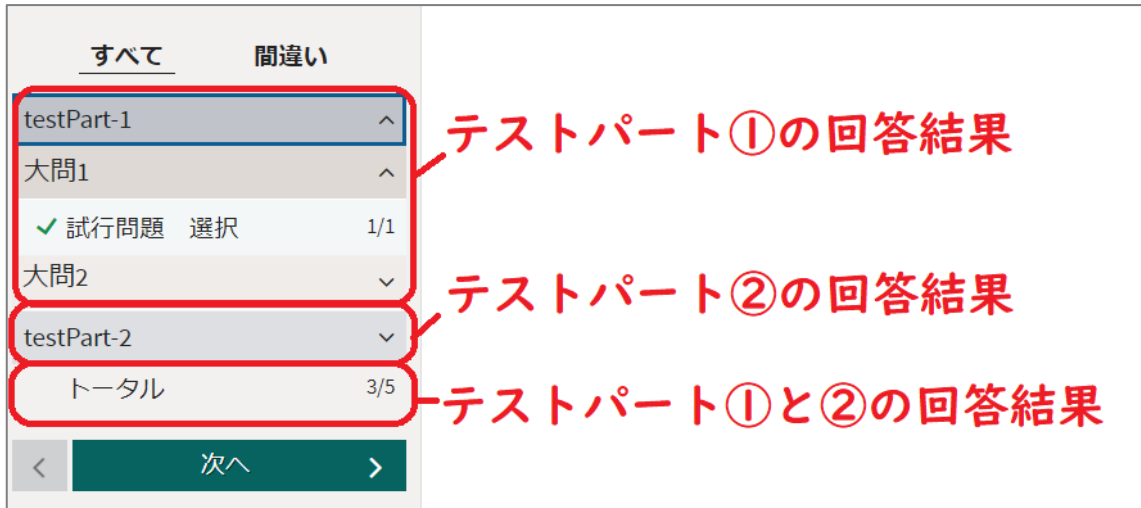 すべて 間違い
testPart-1
テストパート①の回答結果
大問1
試行問題　選択 1/1
大問2
テストパート②の回答結果
testPart-2
トータル 3/5
テストパート①と②の回答結果
次へ